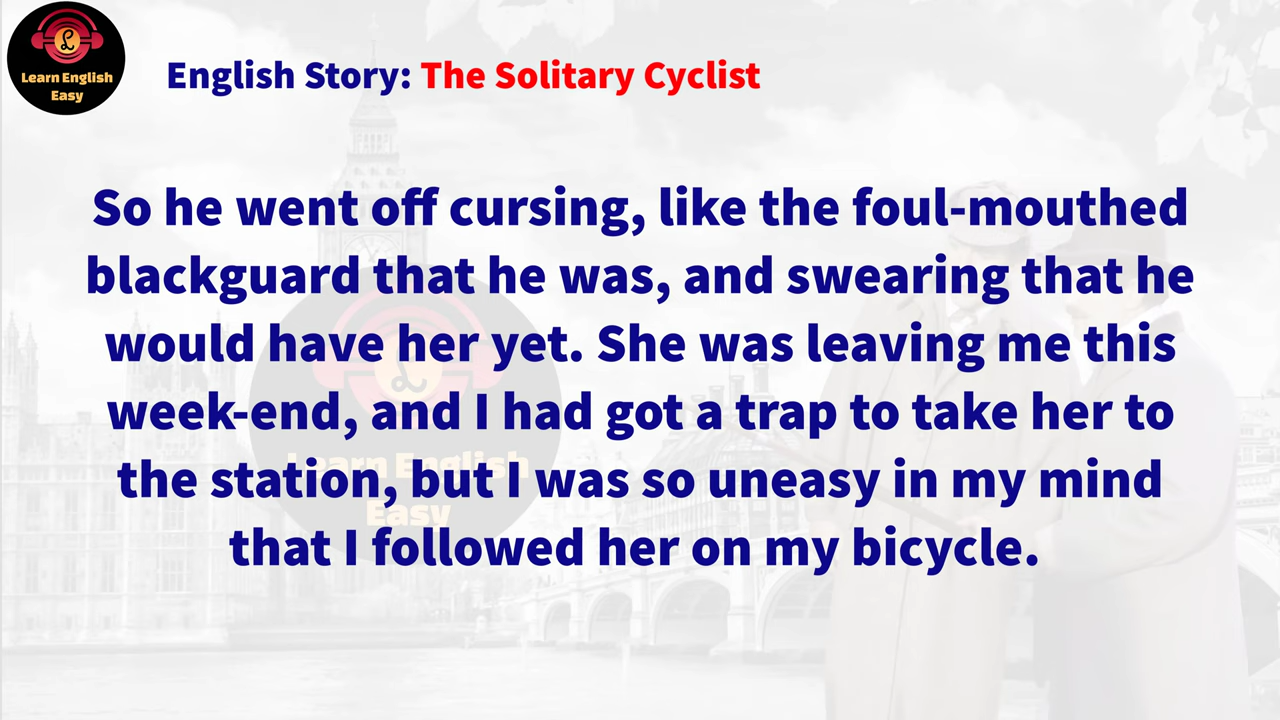 Learn English
Easy
English Story: The Solitary Cyclist
So he went off cursing, like the foul-mouthed
blackguard that he was, and swearing that he
would have her yet. She was leaving me this
week-end, and I had got a trap to take her to
the station, but I was so uneasy in my mind
that I followed her on my bicycle.
Learn English
Easy